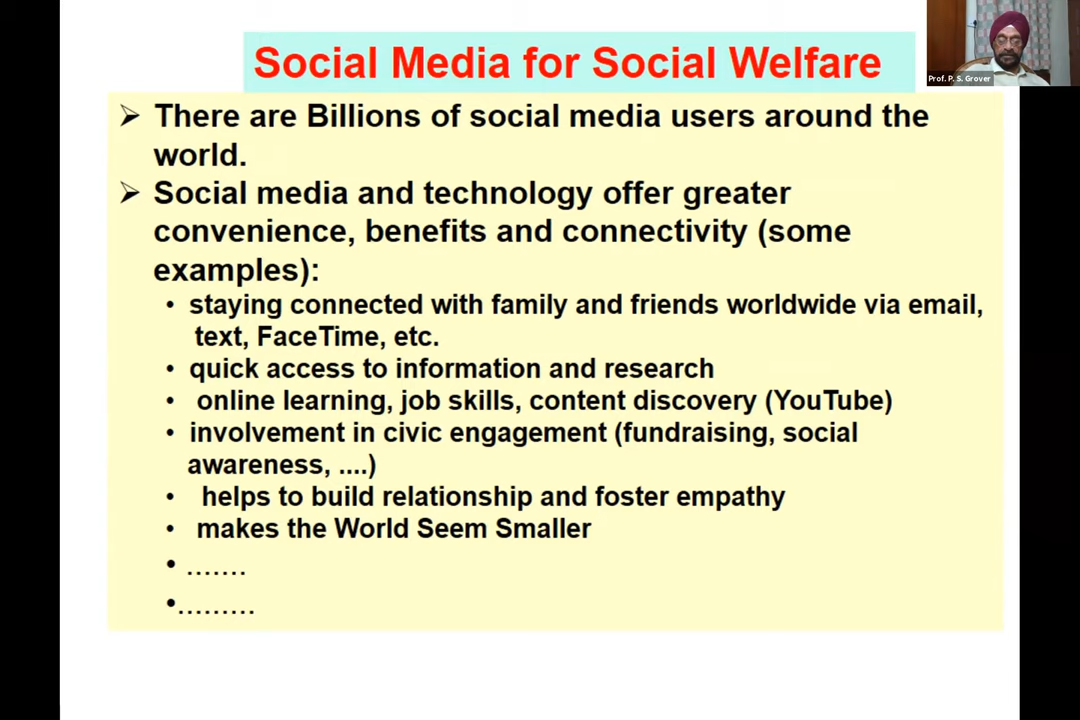 Social Media for Social Welfare
Prof. P. S. Grover
➢ There are Billions of social media users around the
world.
➢ Social media and technology offer greater
convenience, benefits and connectivity (some
examples):
• staying connected with family and friends worldwide via email,
text, FaceTime, etc.
• quick access to information and research
• online learning, job skills, content discovery (YouTube)
• involvement in civic engagement (fundraising, social
awareness, ....)
• helps to build relationship and foster empathy
• makes the World Seem Smaller
• .......
•.........